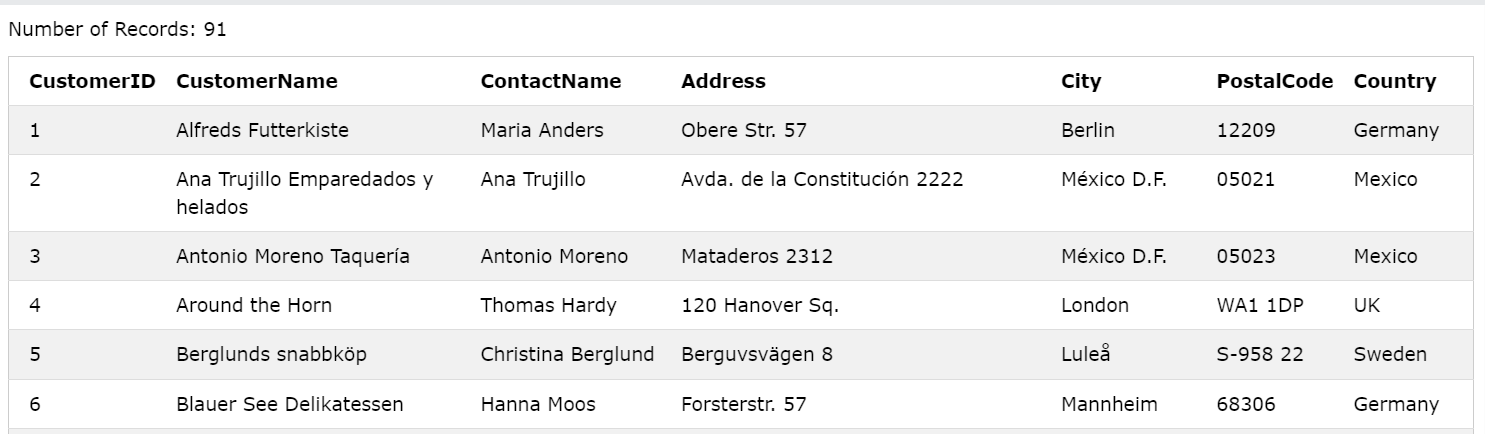 Number of Records: 91
CustomerID CustomerName ContactName Address City PostalCode Country
1 Alfreds Futterkiste Maria Anders Obere Str. 57 Berlin 12209 Germany
2 Ana Trujillo Emparedados y Ana Trujillo Avda. de la Constitución 2222 México D.F. 05021 Mexico
helados
3 Antonio Moreno Taquería Antonio Moreno Mataderos 2312 México D.F. 05023 Mexico
4 Around the Horn Thomas Hardy 120 Hanover Sq. London WA1 1DP UK
5 Berglunds snabbköp Christina Berglund Berguvsvägen 8 Luleå S-958 22 Sweden
6 Blauer See Delikatessen Hanna Moos Forsterstr. 57 Mannheim 68306 Germany